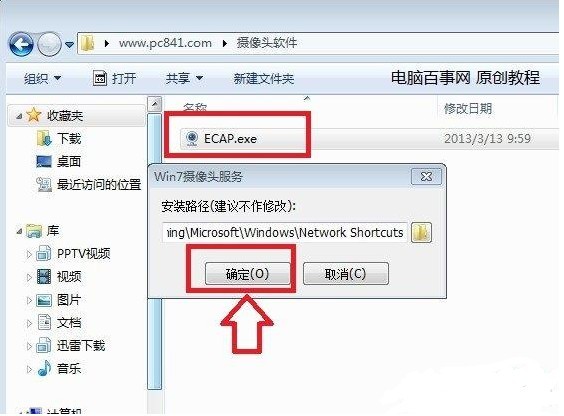 www.pc841.com ▸ 摄像头软件
组织 打开 共享 新建文件夹 电脑百事网 原创教程
收藏夹
下载
桌面
最近访问的位置
库
PPTV视频
视频
图片
文档
迅雷下载
音乐
计算机
名称 修改日期
ECAP.exe 2013/3/13 9:59
Win7摄像头服务
安装路径(建议不作修改):
ing\Microsoft\Windows\Network Shortcuts
确定(O) 取消(C)